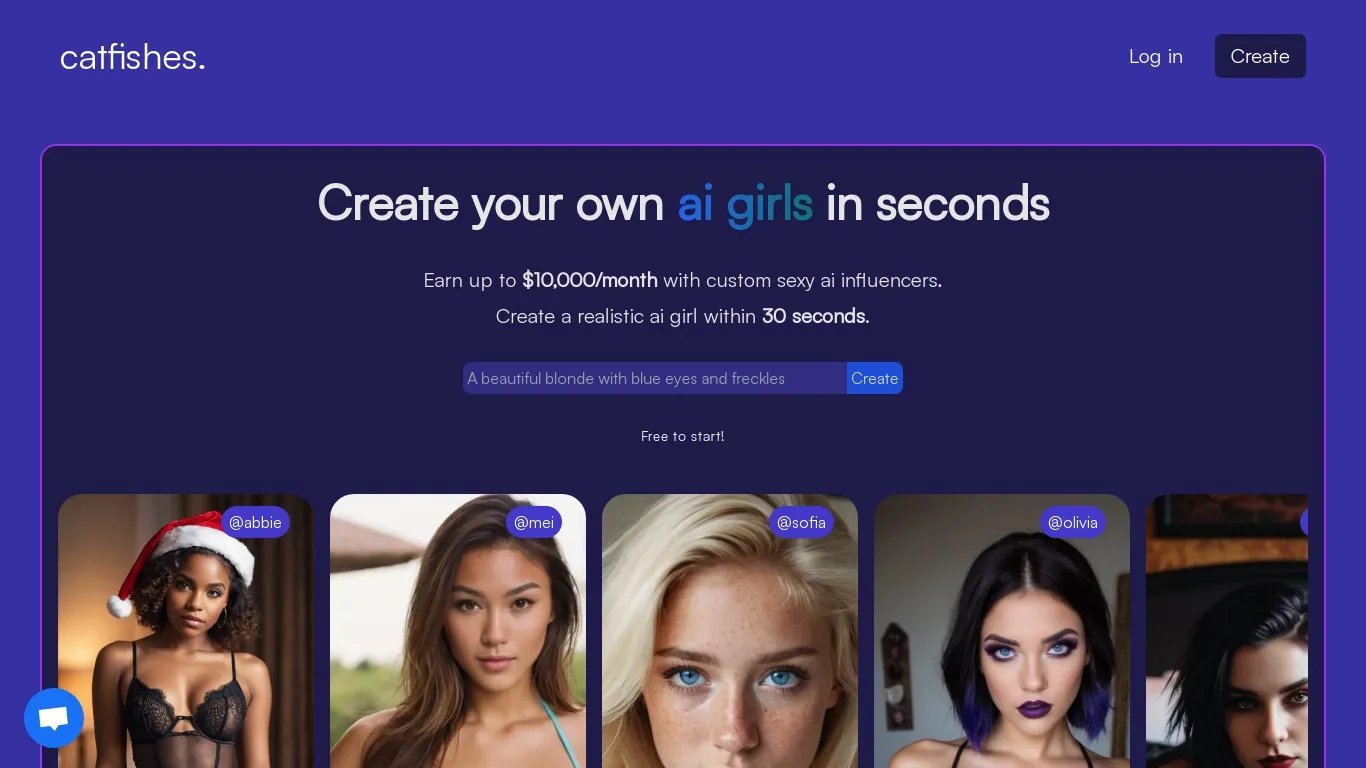 catfishes.
Log in
Create
Create your own ai girls in seconds
Earn up to $10,000/month with custom sexy ai influencers.
Create a realistic ai girl within 30 seconds.
A beautiful blonde with blue eyes and freckles
Create
Free to start!
@abbie
@mei
@sofia
@olivia